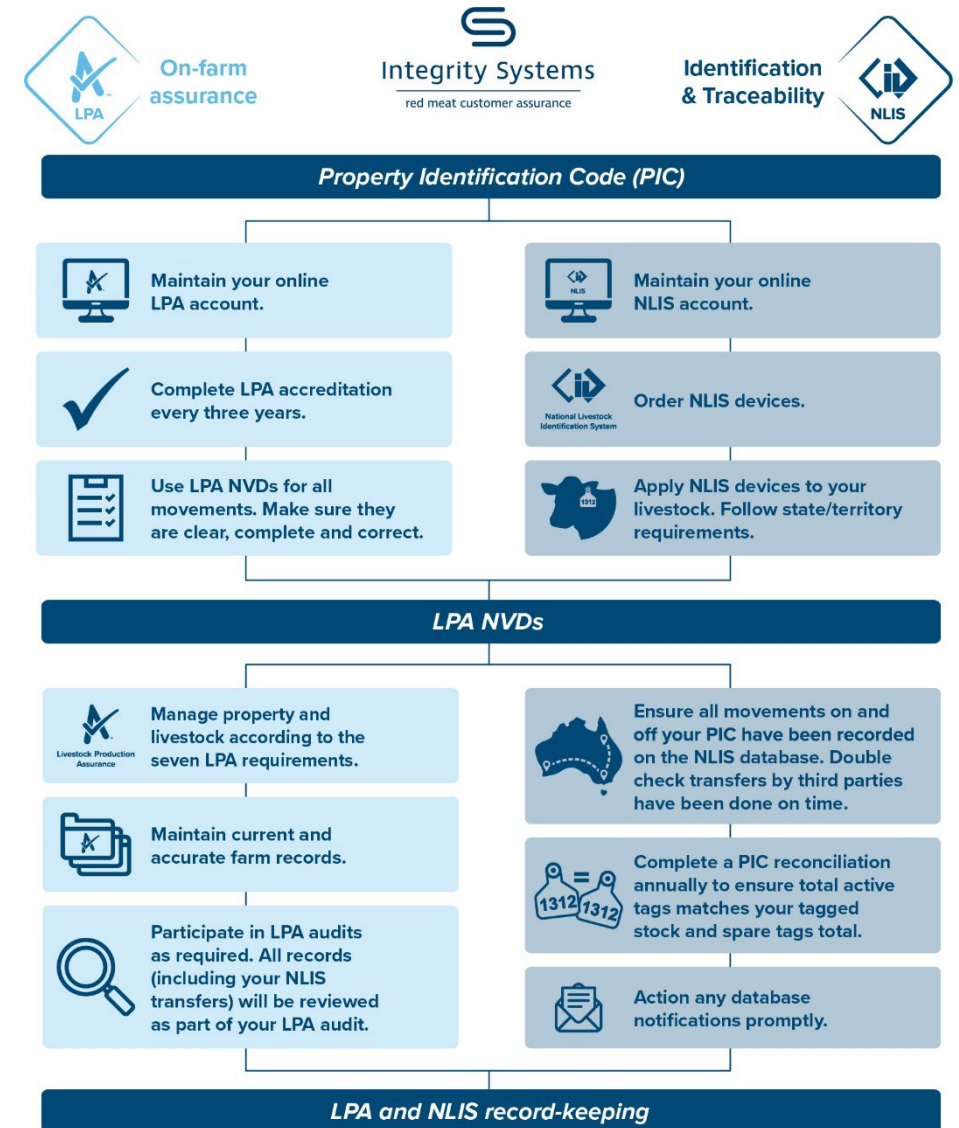 LPA
On-farm
assurance
Integrity Systems
red meat customer assurance
Identification
& Traceability
NLIS
Property Identification Code (PIC)
Maintain your online
LPA account.
Complete LPA accreditation
every three years.
Use LPA NVDs for all
movements. Make sure they
are clear, complete and correct.
NLIS
Maintain your online
NLIS account.
National Livestock
Identification System
Order NLIS devices.
1312
Apply NLIS devices to your
livestock. Follow state/territory
requirements.
LPA NVDs
Livestock Production
Assurance
Manage property and
livestock according to the
seven LPA requirements.
Maintain current and
accurate farm records.
Participate in LPA audits
as required. All records
(including your NLIS
transfers) will be reviewed
as part of your LPA audit.
Ensure all movements on and
off your PIC have been recorded
on the NLIS database. Double
check transfers by third parties
have been done on time.
1312 = 1312
Complete a PIC reconciliation
annually to ensure total active
tags matches your tagged
stock and spare tags total.
Action any database
notifications promptly.
LPA and NLIS record-keeping